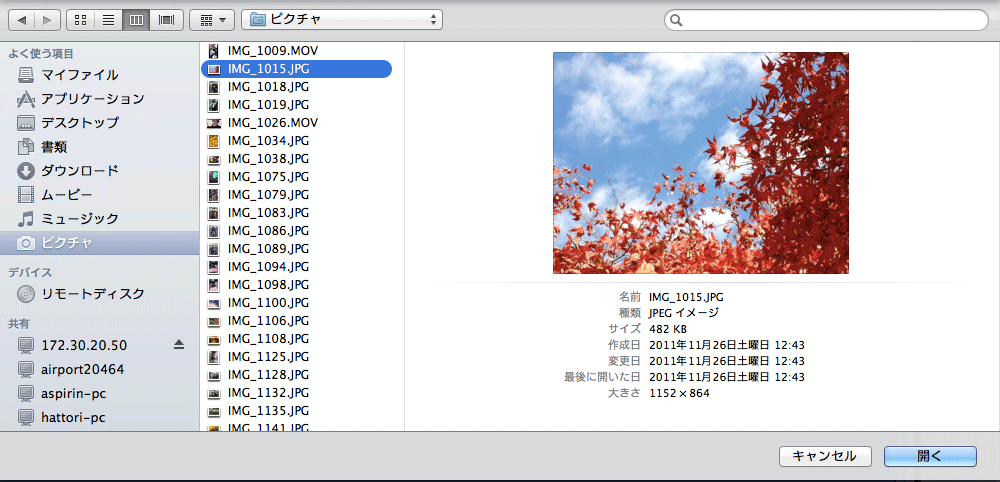 ピクチャ
よく使う項目
マイファイル
アプリケーション
デスクトップ
書類
ダウンロード
ムービー
ミュージック
ピクチャ
デバイス
リモートディスク
共有
172.30.20.50
airport20464
aspirin-pc
hattori-pc
IMG_1009.MOV
IMG_1015.JPG
IMG_1018.JPG
IMG_1019.JPG
IMG_1026.MOV
IMG_1034.JPG
IMG_1038.JPG
IMG_1075.JPG
IMG_1079.JPG
IMG_1083.JPG
IMG_1086.JPG
IMG_1089.JPG
IMG_1094.JPG
IMG_1098.JPG
IMG_1100.JPG
IMG_1106.JPG
IMG_1108.JPG
IMG_1125.JPG
IMG_1128.JPG
IMG_1132.JPG
IMG_1135.JPG
IMG_1141.JPG
名前 IMG_1015.JPG
種類 JPEG イメージ
サイズ 482 KB
作成日 2011年11月26日土曜日 12:43
変更日 2011年11月26日土曜日 12:43
最後に開いた日 2011年11月26日土曜日 12:43
大きさ 1152 × 864
キャンセル 開く